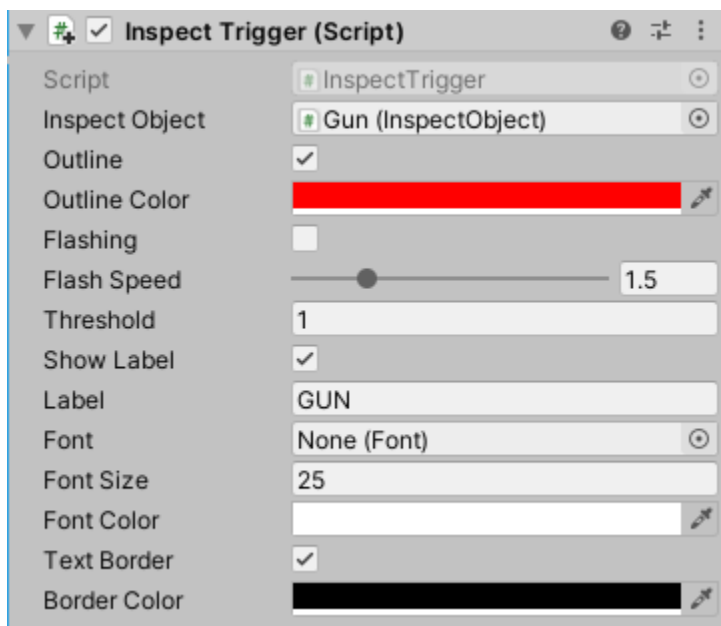 Inspect Trigger (Script)
Script InspectTrigger
Inspect Object Gun (InspectObject)
Outline
Outline Color
Flashing
Flash Speed 1.5
Threshold 1
Show Label
Label GUN
Font None (Font)
Font Size 25
Font Color
Text Border
Border Color